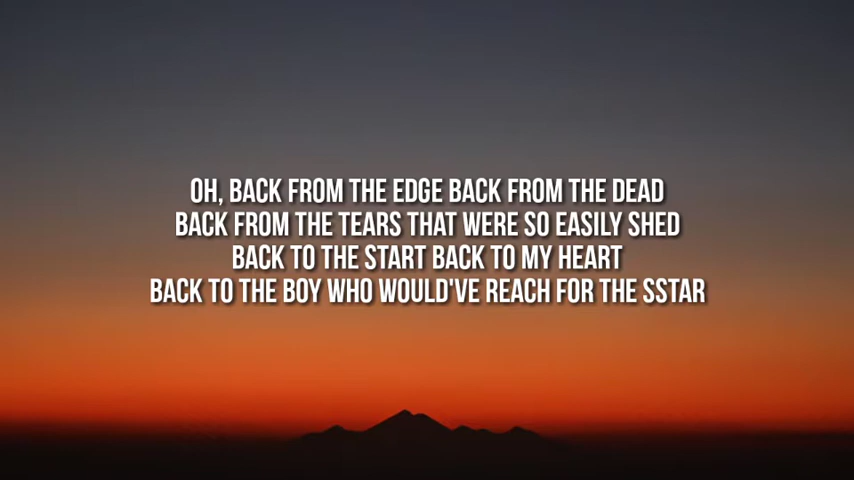 OH, BACK FROM THE EDGE BACK FROM THE DEAD
BACK FROM THE TEARS THAT WERE SO EASILY SHED
BACK TO THE START BACK TO MY HEART
BACK TO THE BOY WHO WOULD'VE REACH FOR THE SSTAR